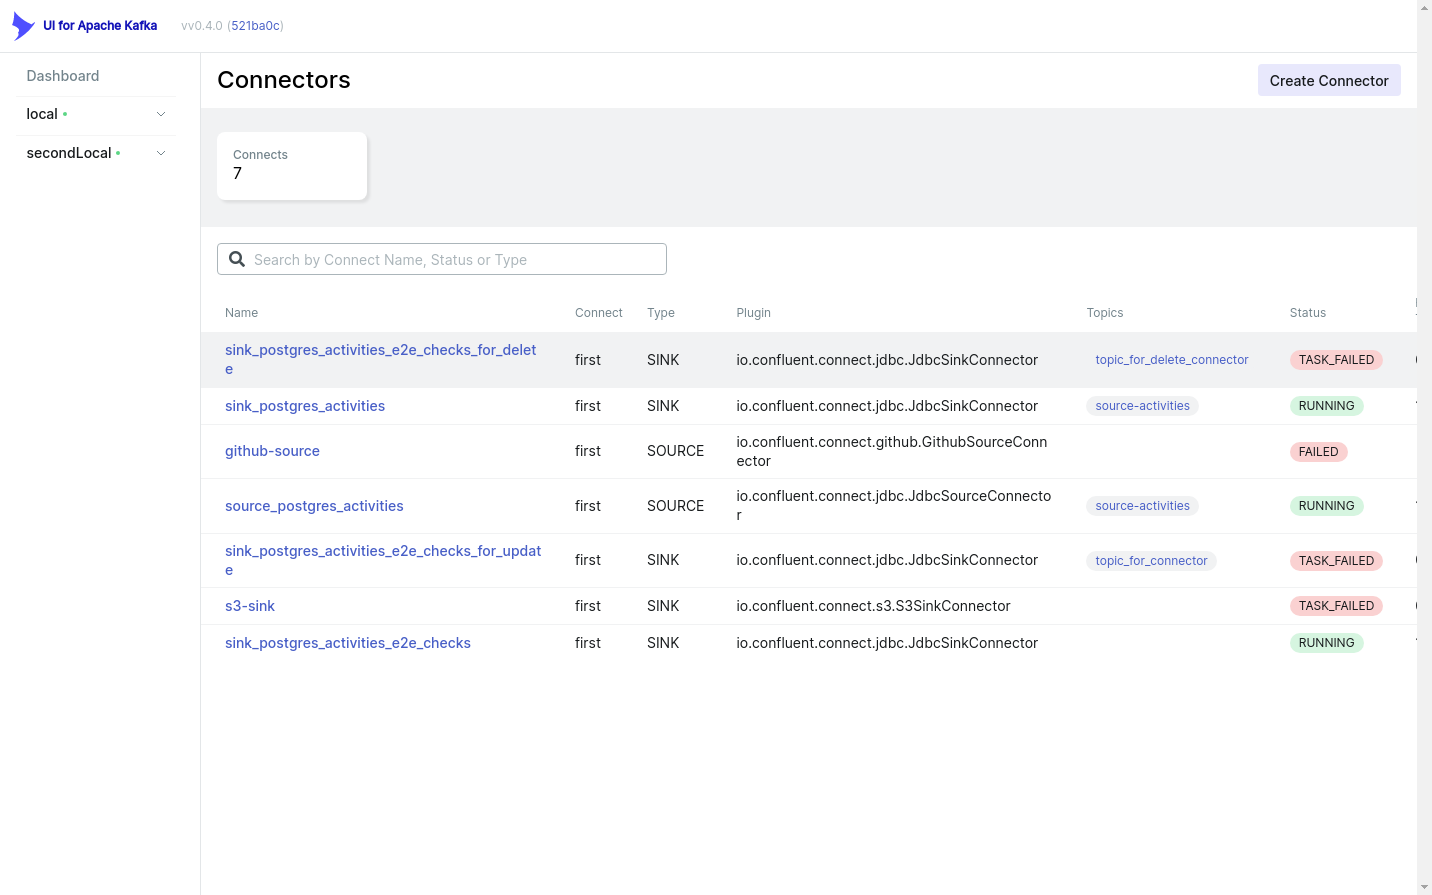 UI for Apache Kafka vv0.4.0 (521ba0c)
Dashboard
local
secondLocal
Connectors
Create Connector
Connects
7
Search by Connect Name, Status or Type
Name Connect Type Plugin Topics Status
sink_postgres_activities_e2e_checks_for_delet
e
first SINK io.confluent.connect.jdbc.JdbcSinkConnector topic_for_delete_connector TASK_FAILED
sink_postgres_activities first SINK io.confluent.connect.jdbc.JdbcSinkConnector source-activities RUNNING
github-source first SOURCE io.confluent.connect.github.GithubSourceConn
ector
FAILED
source_postgres_activities first SOURCE io.confluent.connect.jdbc.JdbcSourceConnecto
r
source-activities RUNNING
sink_postgres_activities_e2e_checks_for_updat
e
first SINK io.confluent.connect.jdbc.JdbcSinkConnector topic_for_connector TASK_FAILED
s3-sink first SINK io.confluent.connect.s3.S3SinkConnector TASK_FAILED
sink_postgres_activities_e2e_checks first SINK io.confluent.connect.jdbc.JdbcSinkConnector RUNNING